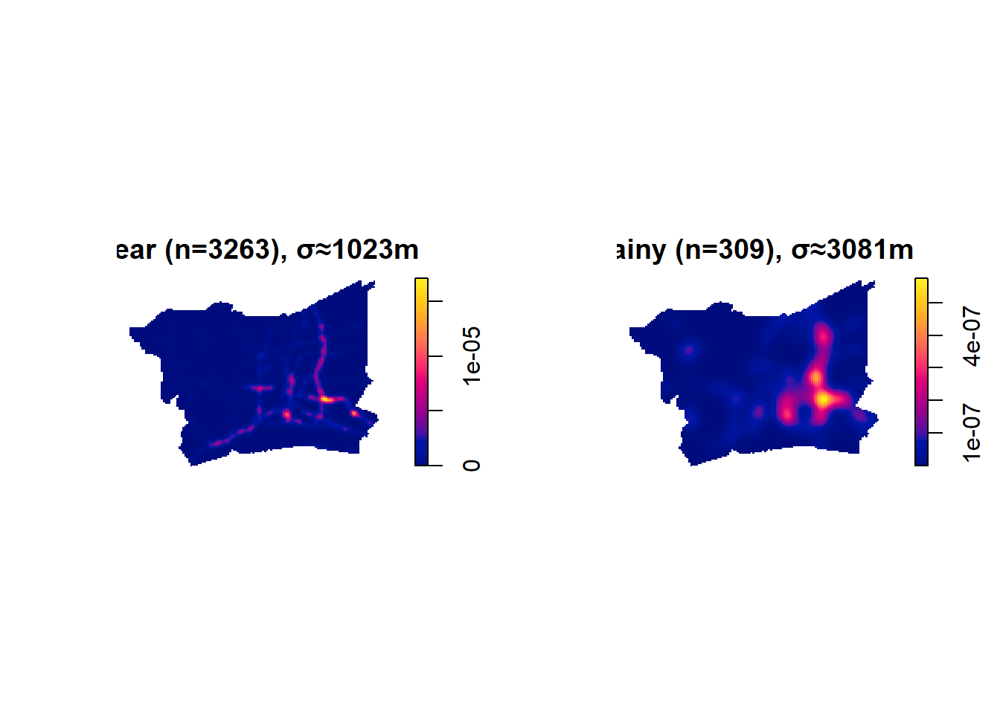 ear (n=3263), σ≈1023m
1e-05
0
ainy (n=309), σ≈3081m
4e-07
1e-07